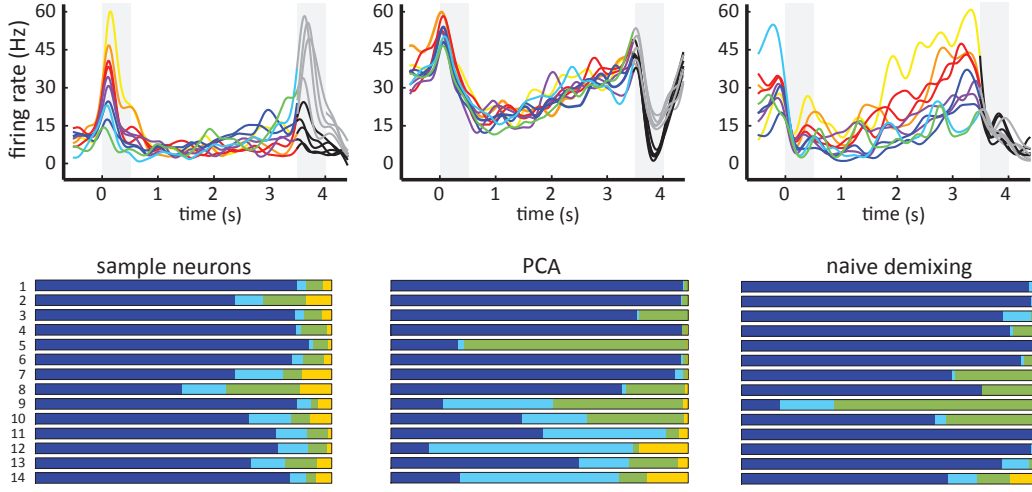 60 60 60
45 45 45
30 30 30
15 15 15
0 0 0
firing rate (Hz)
0 1 2 3 4 0 1 2 3 4 0 1 2 3 4
time (s) time (s) time (s)
sample neurons PCA naive demixing
1
2
3
4
5
6
7
8
9
10
11
12
13
14